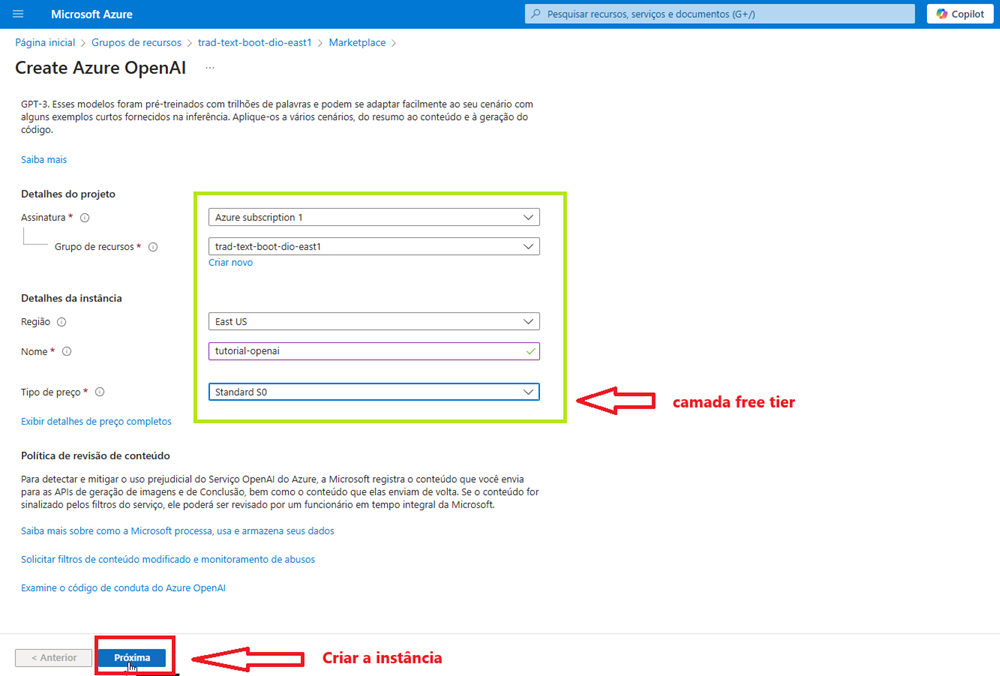 Microsoft Azure
Pesquisar recursos, serviços e documentos (G+/)
Copilot
Página inicial > Grupos de recursos > trad-text-boot-dio-east1 > Marketplace >
Create Azure OpenAI ...
GPT-3. Esses modelos foram pré-treinados com trilhões de palavras e podem se adaptar facilmente ao seu cenário com
alguns exemplos curtos fornecidos na inferência. Aplique-os a vários cenários, do resumo ao conteúdo e à geração do
código.
Saiba mais
Detalhes do projeto
Assinatura *
Azure subscription 1
Grupo de recursos *
trad-text-boot-dio-east1
Criar novo
Detalhes da instância
Região
East US
Nome *
tutorial-openai
Tipo de preço *
Standard S0
camada free tier
Exibir detalhes de preço completos
Política de revisão de conteúdo
Para detectar e mitigar o uso prejudicial do Serviço OpenAI do Azure, a Microsoft registra o conteúdo que você envia
para as APIs de geração de imagens e de Conclusão, bem como o conteúdo que elas enviam de volta. Se o conteúdo for
sinalizado pelos filtros do serviço, ele poderá ser revisado por um funcionário em tempo integral da Microsoft.
Saiba mais sobre como a Microsoft processa, usa e armazena seus dados
Solicitar filtros de conteúdo modificado e monitoramento de abusos
Examine o código de conduta do Azure OpenAI
< Anterior
Próxima
Criar a instância